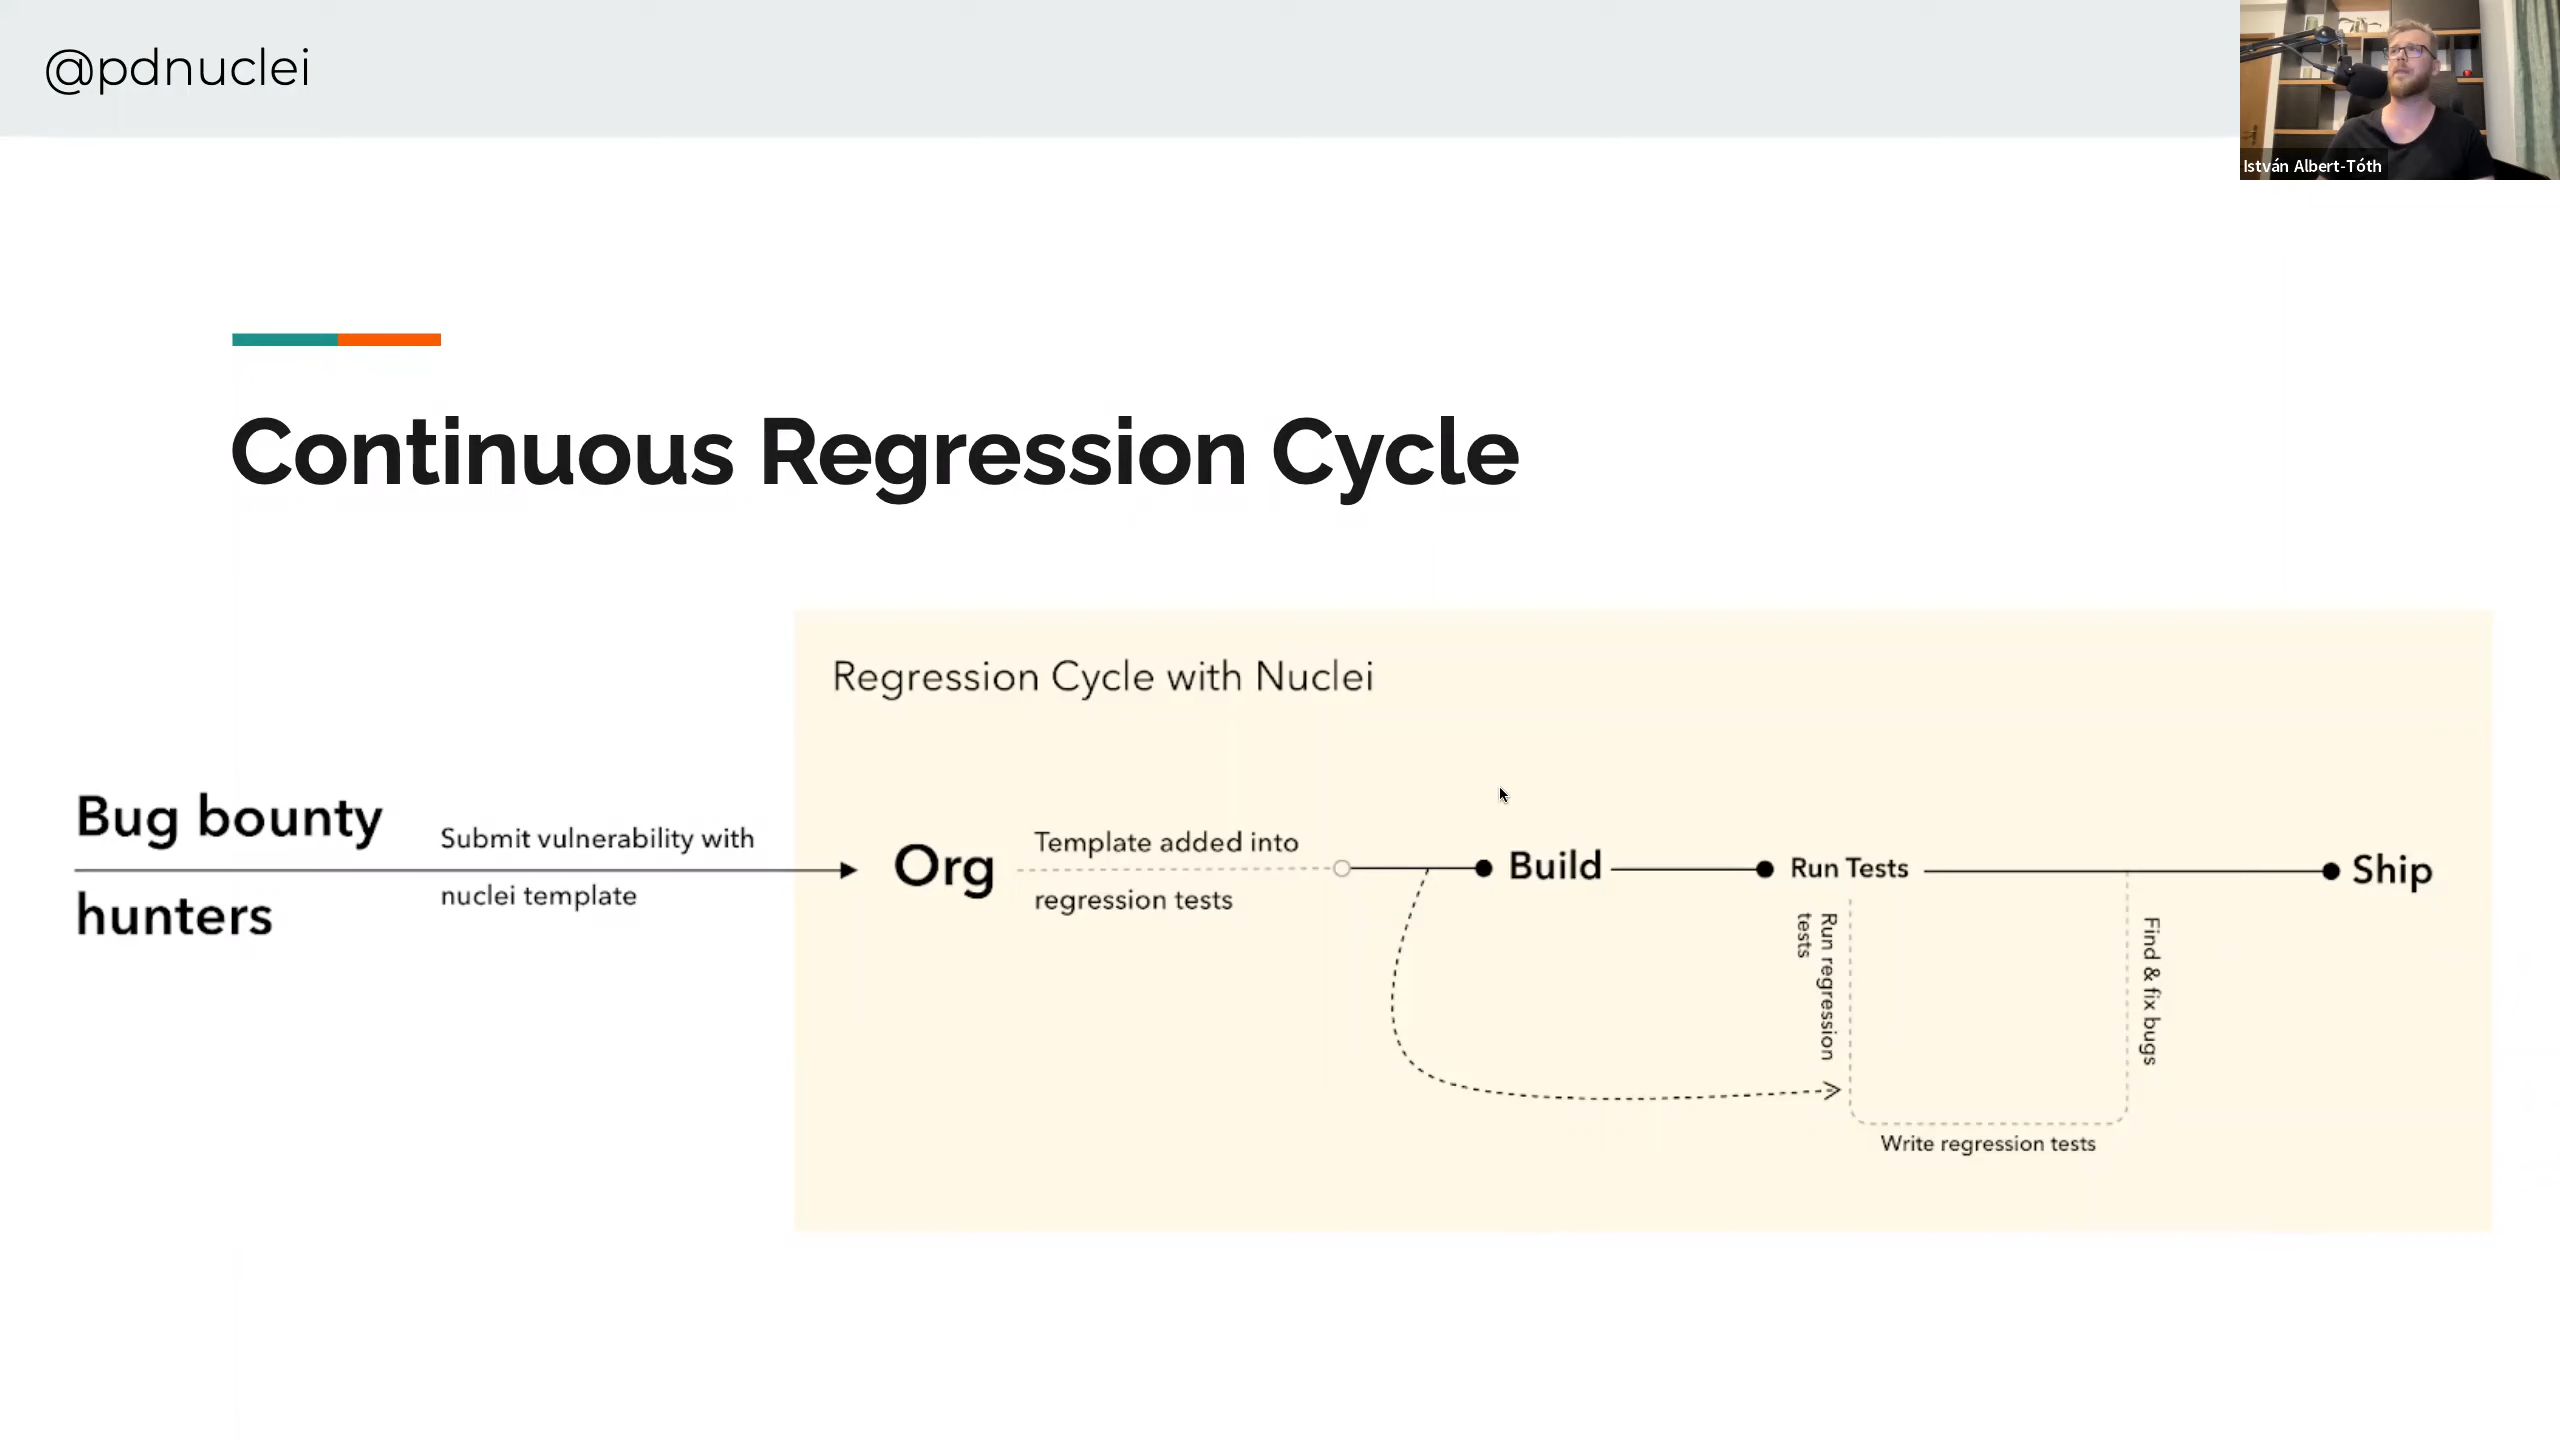 @pdnuclei
István Albert-Tóth
Continuous Regression Cycle
Regression Cycle with Nuclei
Bug bounty
hunters
Submit vulnerability with
nuclei template
Org
Template added into
regression tests
Build
Run Tests
Ship
Run regression
tests
Find & fix bugs
Write regression tests